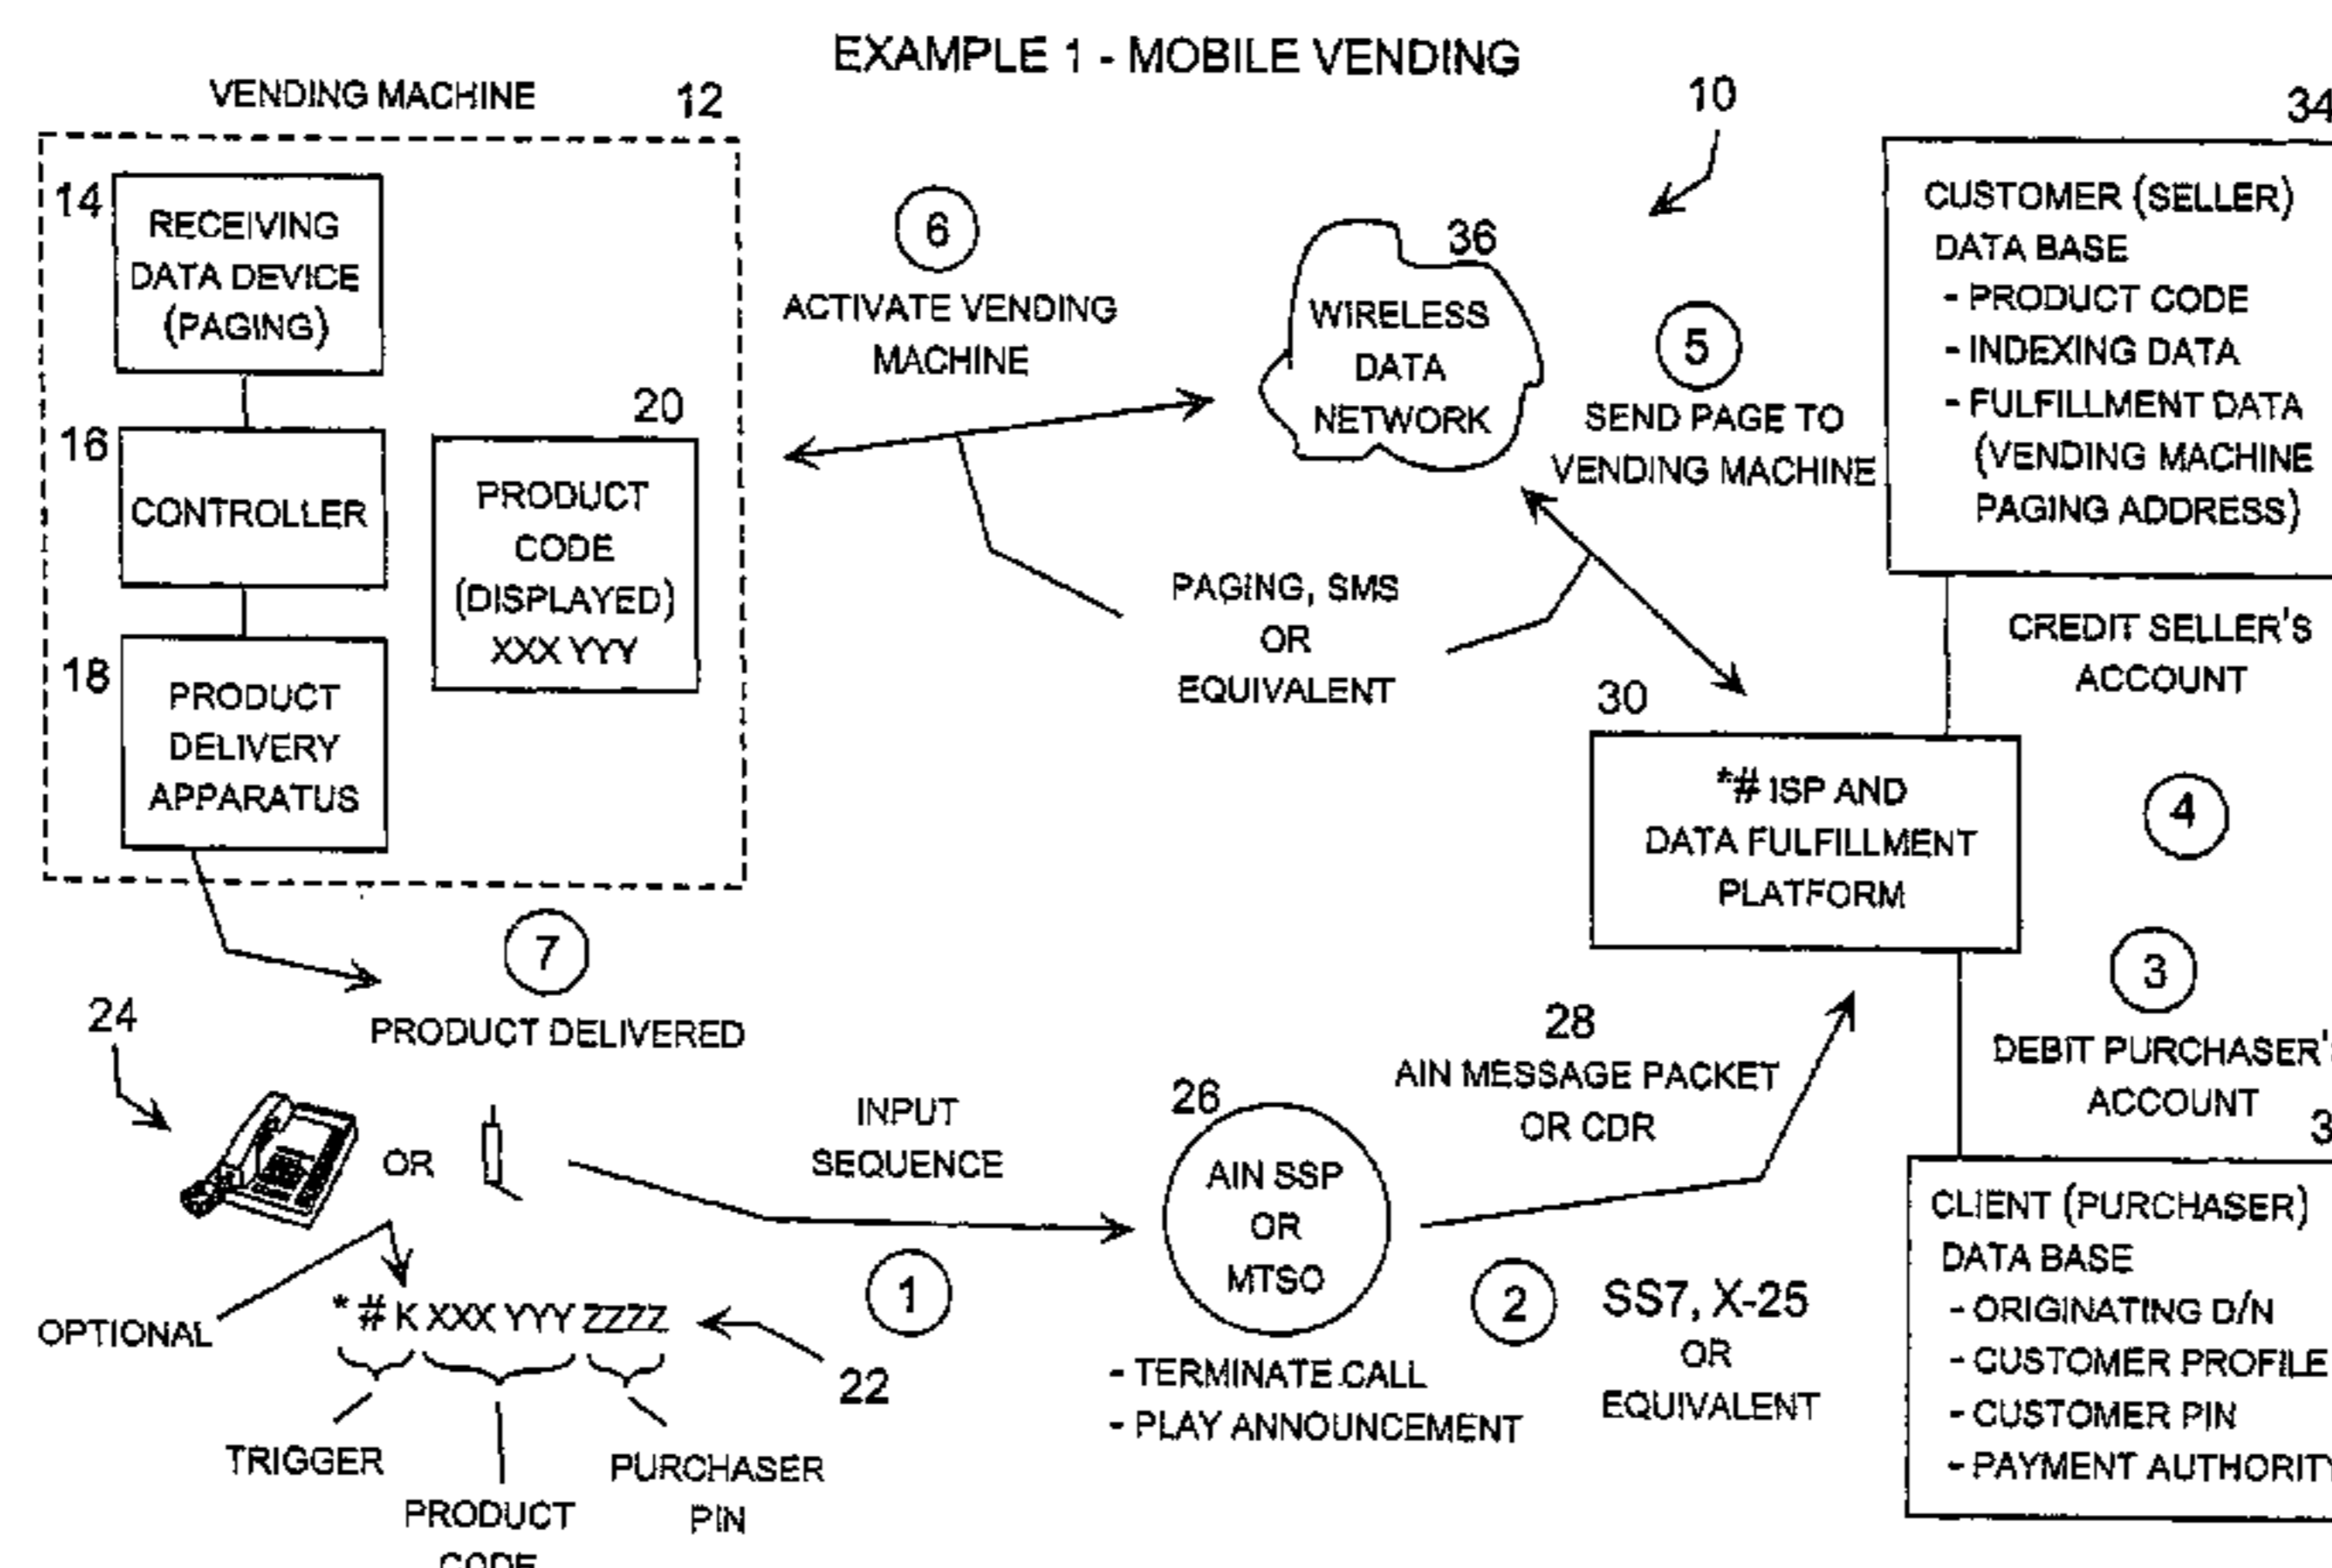 EXAMPLE 1 - MOBILE VENDING
VENDING MACHINE
12
14
RECEIVING
DATA DEVICE
(PAGING)
16
CONTROLLER
18
PRODUCT
DELIVERY
APPARATUS
20
PRODUCT
CODE
(DISPLAYED)
XXX YYY
6
ACTIVATE VENDING
MACHINE
10
36
WIRELESS
DATA
NETWORK
5
SEND PAGE TO
VENDING MACHINE
PAGING, SMS
OR
EQUIVALENT
34
CUSTOMER (SELLER)
DATA BASE
- PRODUCT CODE
- INDEXING DATA
- FULFILLMENT DATA
(VENDING MACHINE
PAGING ADDRESS)
CREDIT SELLER'S
ACCOUNT
4
30
*# ISP AND
DATA FULFILLMENT
PLATFORM
3
DEBIT PURCHASER'S
ACCOUNT
CLIENT (PURCHASER)
DATA BASE
- ORIGINATING D/N
- CUSTOMER PROFILE
- CUSTOMER PIN
- PAYMENT AUTHORITY
7
PRODUCT DELIVERED
24
OR
INPUT
SEQUENCE
1
OPTIONAL
*#K XXX YYY ZZZZ
22
TRIGGER
PRODUCT
CODE
PURCHASER
PIN
26
AIN SSP
OR
MTSO
- TERMINATE CALL
- PLAY ANNOUNCEMENT
28
AIN MESSAGE PACKET
OR CDR
2
SS7, X-25
OR
EQUIVALENT